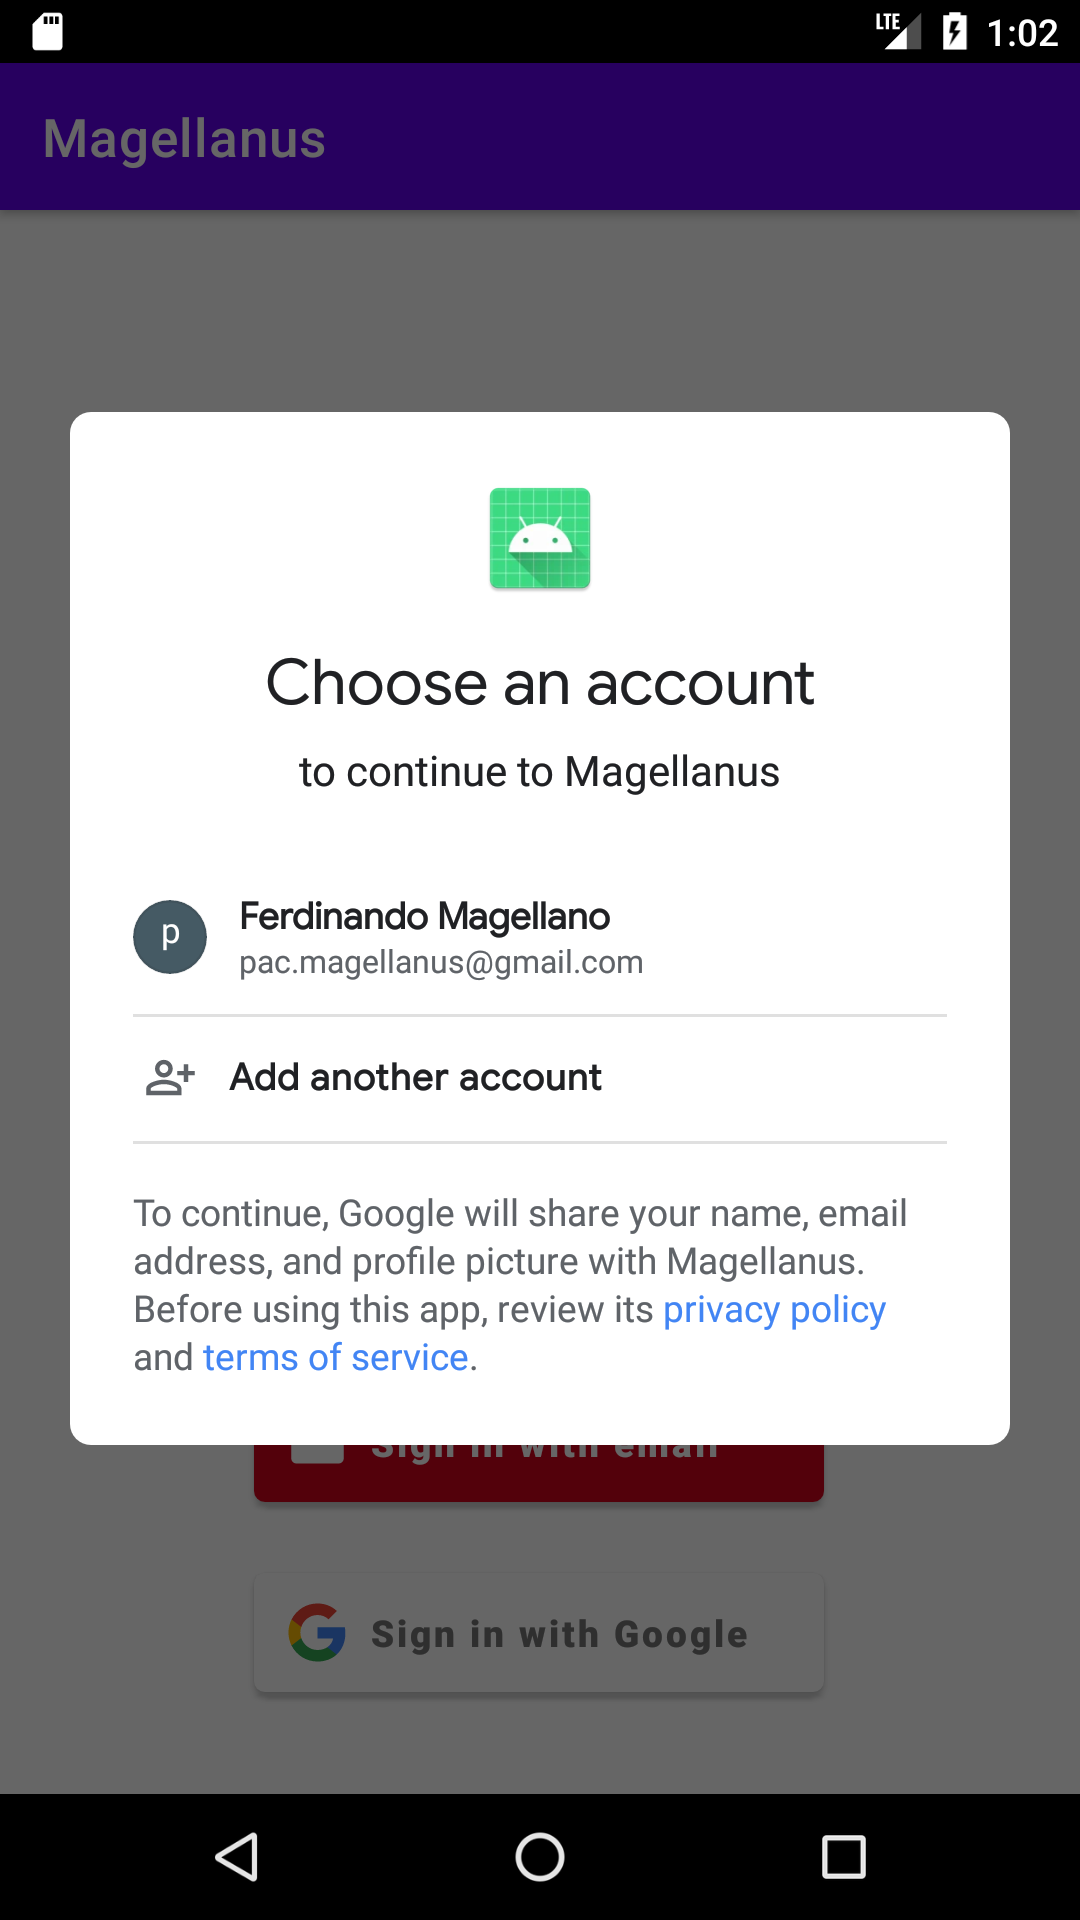 LTE 1:02
Magellanus
Choose an account
to continue to Magellanus
p
Ferdinando Magellano
pac.magellanus@gmail.com
Add another account
To continue, Google will share your name, email
address, and profile picture with Magellanus.
Before using this app, review its privacy policy
and terms of service.
Sign in with email
Sign in with Google